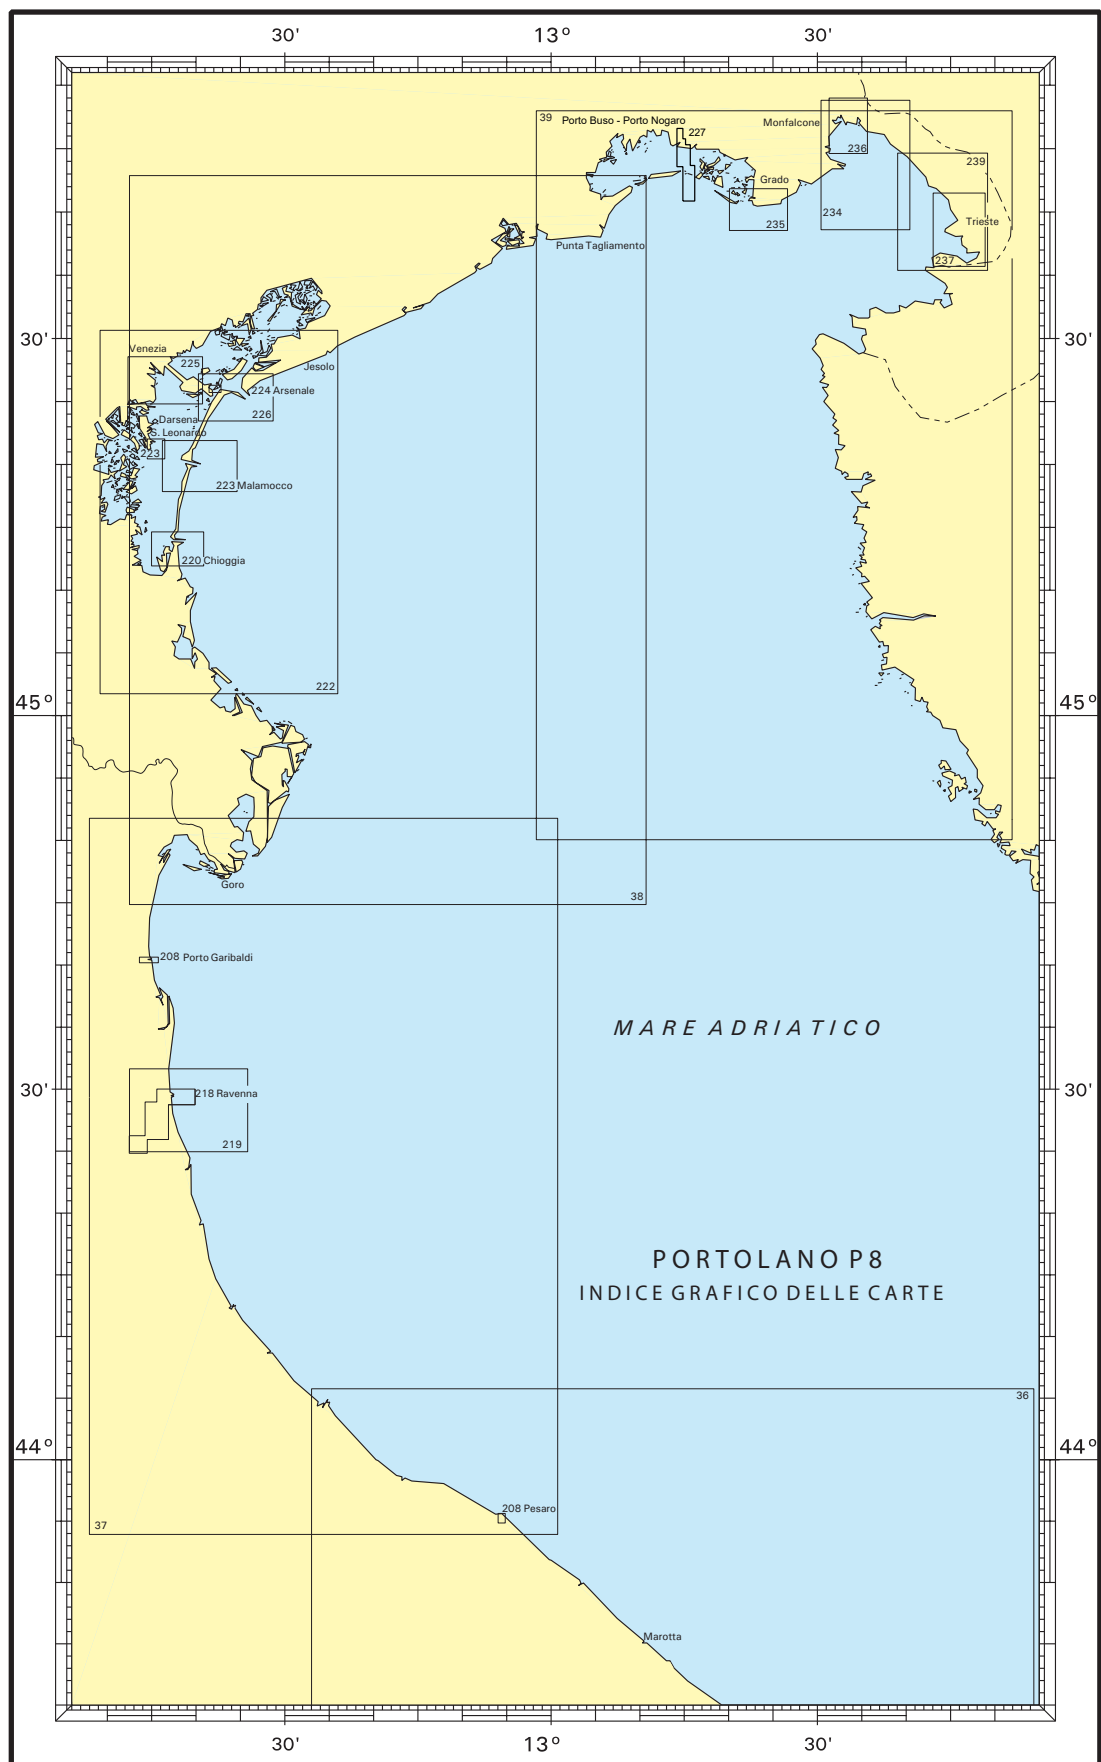 30'
13°
30'
39
Porto Buso - Porto Nogaro
227
Monfalcone
236
239
Grado
234
235
Trieste
Punta Tagliamento
237
30'
30'
Venezia
225
Jesolo
224 Arsenale
226
Darsena
S. Leonardo
223
223 Malamocco
220 Chioggia
222
45°
45°
Goro
38
208 Porto Garibaldi
MARE ADRIATICO
30'
30'
218 Ravenna
219
PORTOLANO P8
INDICE GRAFICO DELLE CARTE
36
44°
44°
208 Pesaro
37
Marotta
30'
13°
30'